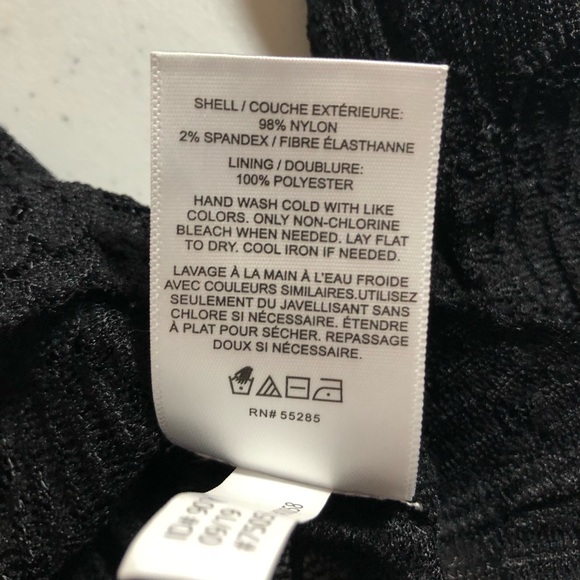 SHELL / COUCHE EXTÉRIEURE:
98% NYLON
2% SPANDEX / FIBRE ÉLASTHANNE
LINING / DOUBLURE:
100% POLYESTER
HAND WASH COLD WITH LIKE
COLORS. ONLY NON-CHLORINE
BLEACH WHEN NEEDED. LAY FLAT
TO DRY. COOL IRON IF NEEDED.
LAVAGE À LA MAIN À L'EAU FROIDE
AVEC COULEURS SIMILAIRES.UTILISEZ
SEULEMENT DU JAVELLISANT SANS
CHLORE SI NÉCESSAIRE. ÉTENDRE
À PLAT POUR SÉCHER. REPASSAGE
DOUX SI NÉCESSAIRE.
RN# 55285
09/19